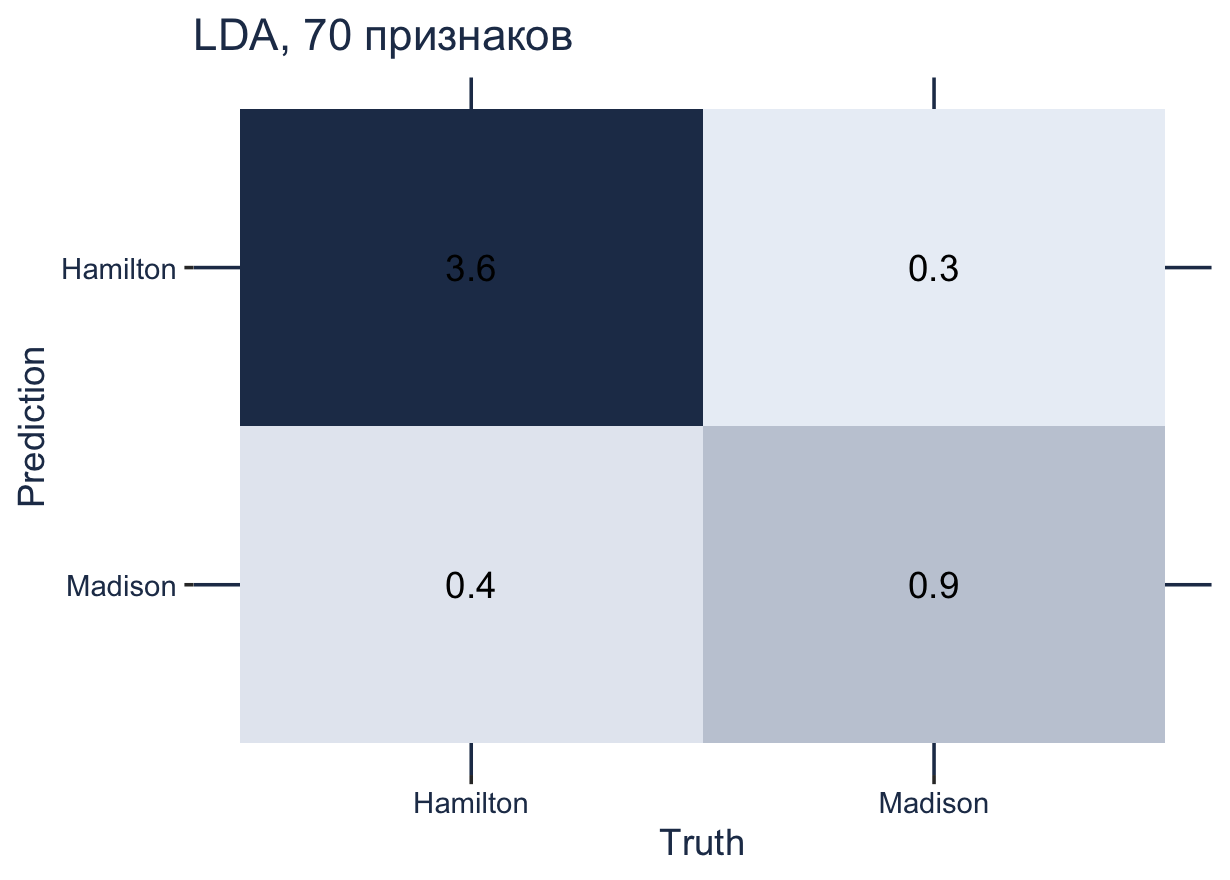 LDA, 70 признаков
Prediction
Hamilton
3.6
0.3
Madison
0.4
0.9
Hamilton
Madison
Truth